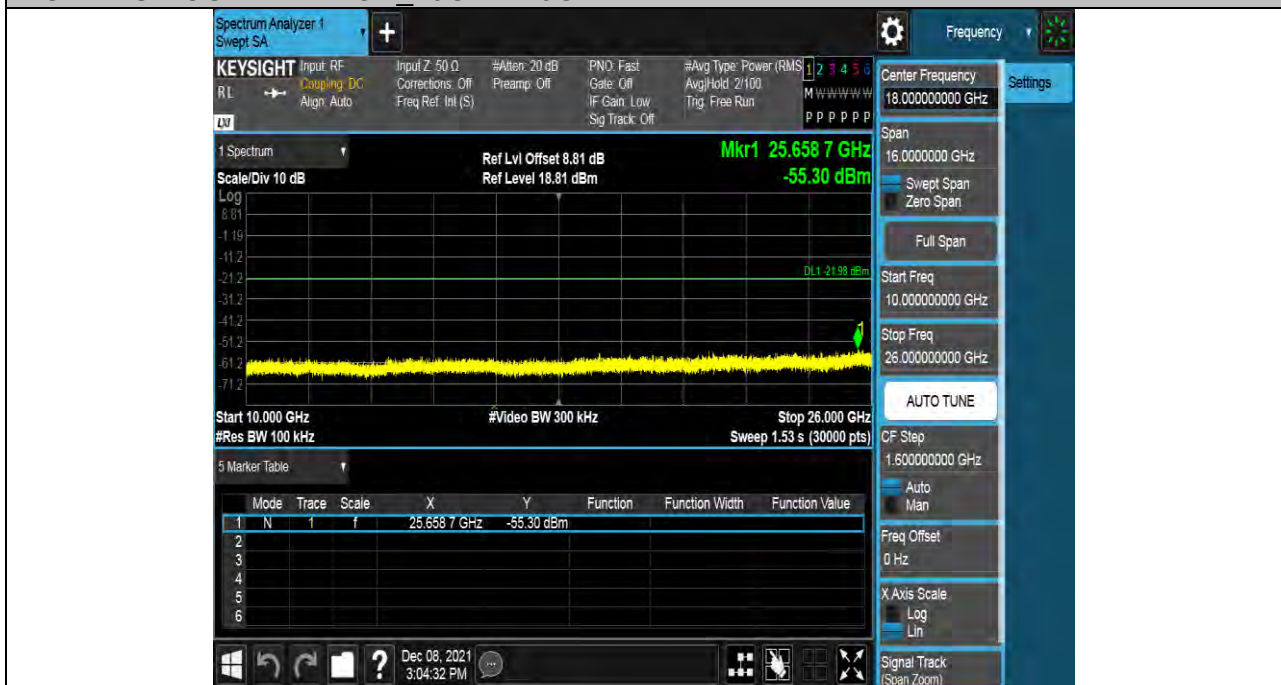 Spectrum Analyzer 1
Swept SA
+
Frequency
KEYSIGHT Input: RF Input Z: 50 Ω #Atten: 20 dB PNO: Fast #Avg Type: Power (RMS 1 2 3 4 5 6
RL Coupling: DC Corrections: Off Preamp: Off Gate: Off Avg|Hold: 2/100 M W W W W W
Align: Auto Freq Ref: Int (S) IF Gain: Low Trig: Free Run
LXI Sig Track: Off P P P P P P
1 Spectrum
Ref Lvl Offset 8.81 dB
Mkr1 25.658 7 GHz
Scale/Div 10 dB Ref Level 18.81 dBm -55.30 dBm
Log
8.81
-1.19
-11.2
DL1 -21.98 dBm
-21.2
-31.2
-41.2
1
-51.2
-61.2
-71.2
Start 10.000 GHz #Video BW 300 kHz Stop 26.000 GHz
#Res BW 100 kHz Sweep 1.53 s (30000 pts)
5 Marker Table
Mode Trace Scale X Y Function Function Width Function Value
1 N 1 f 25.658 7 GHz -55.30 dBm
2
3
4
5
6
? Dec 08, 2021
3:04:32 PM
Center Frequency
18.000000000 GHz
Settings
Span
16.0000000 GHz
Swept Span
Zero Span
Full Span
Start Freq
10.000000000 GHz
Stop Freq
26.000000000 GHz
AUTO TUNE
CF Step
1.600000000 GHz
Auto
Man
Freq Offset
0 Hz
X Axis Scale
Log
Lin
Signal Track
(Span Zoom)